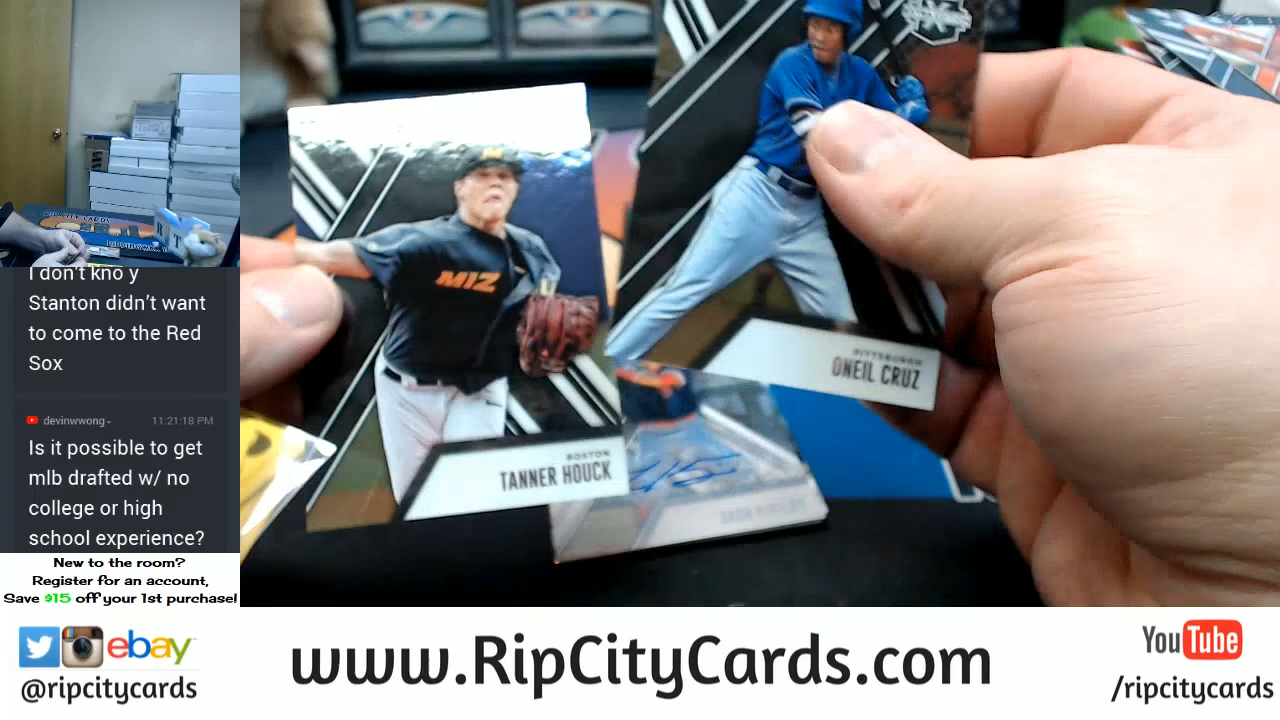 I don't kno y
Stanton didn't want
to come to the Red
Sox
devinwwong
11:21:18 PM
Is it possible to get
mlb drafted w/ no
college or high
school experience?
New to the room?
Register for an account,
Save $15 off your 1st purchase!
MIZ
BOSTON
TANNER HOUCK
PITTSBURGH
ONEIL CRUZ
ebay
@ripcitycards
www.RipCityCards.com
YouTube
/ripcitycards